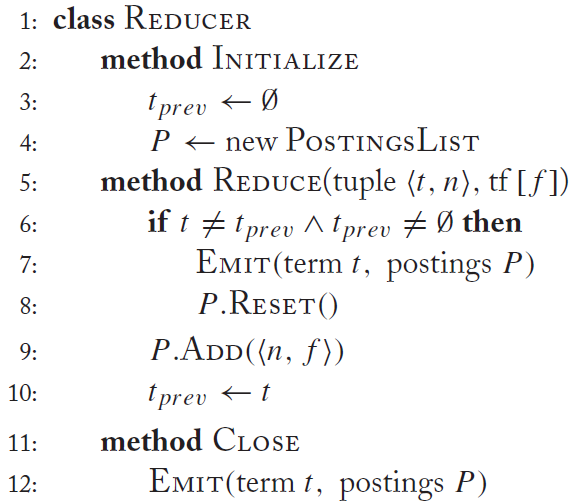 1: class REDUCER
2: method INITIALIZE
3: t_prev ← ∅
4: P ← new POSTINGSLIST
5: method REDUCE(tuple ⟨t, n⟩, tf [f])
6: if t ≠ t_prev ∧ t_prev ≠ ∅ then
7: EMIT(term t, postings P)
8: P.RESET()
9: P.ADD(⟨n, f⟩)
10: t_prev ← t
11: method CLOSE
12: EMIT(term t, postings P)